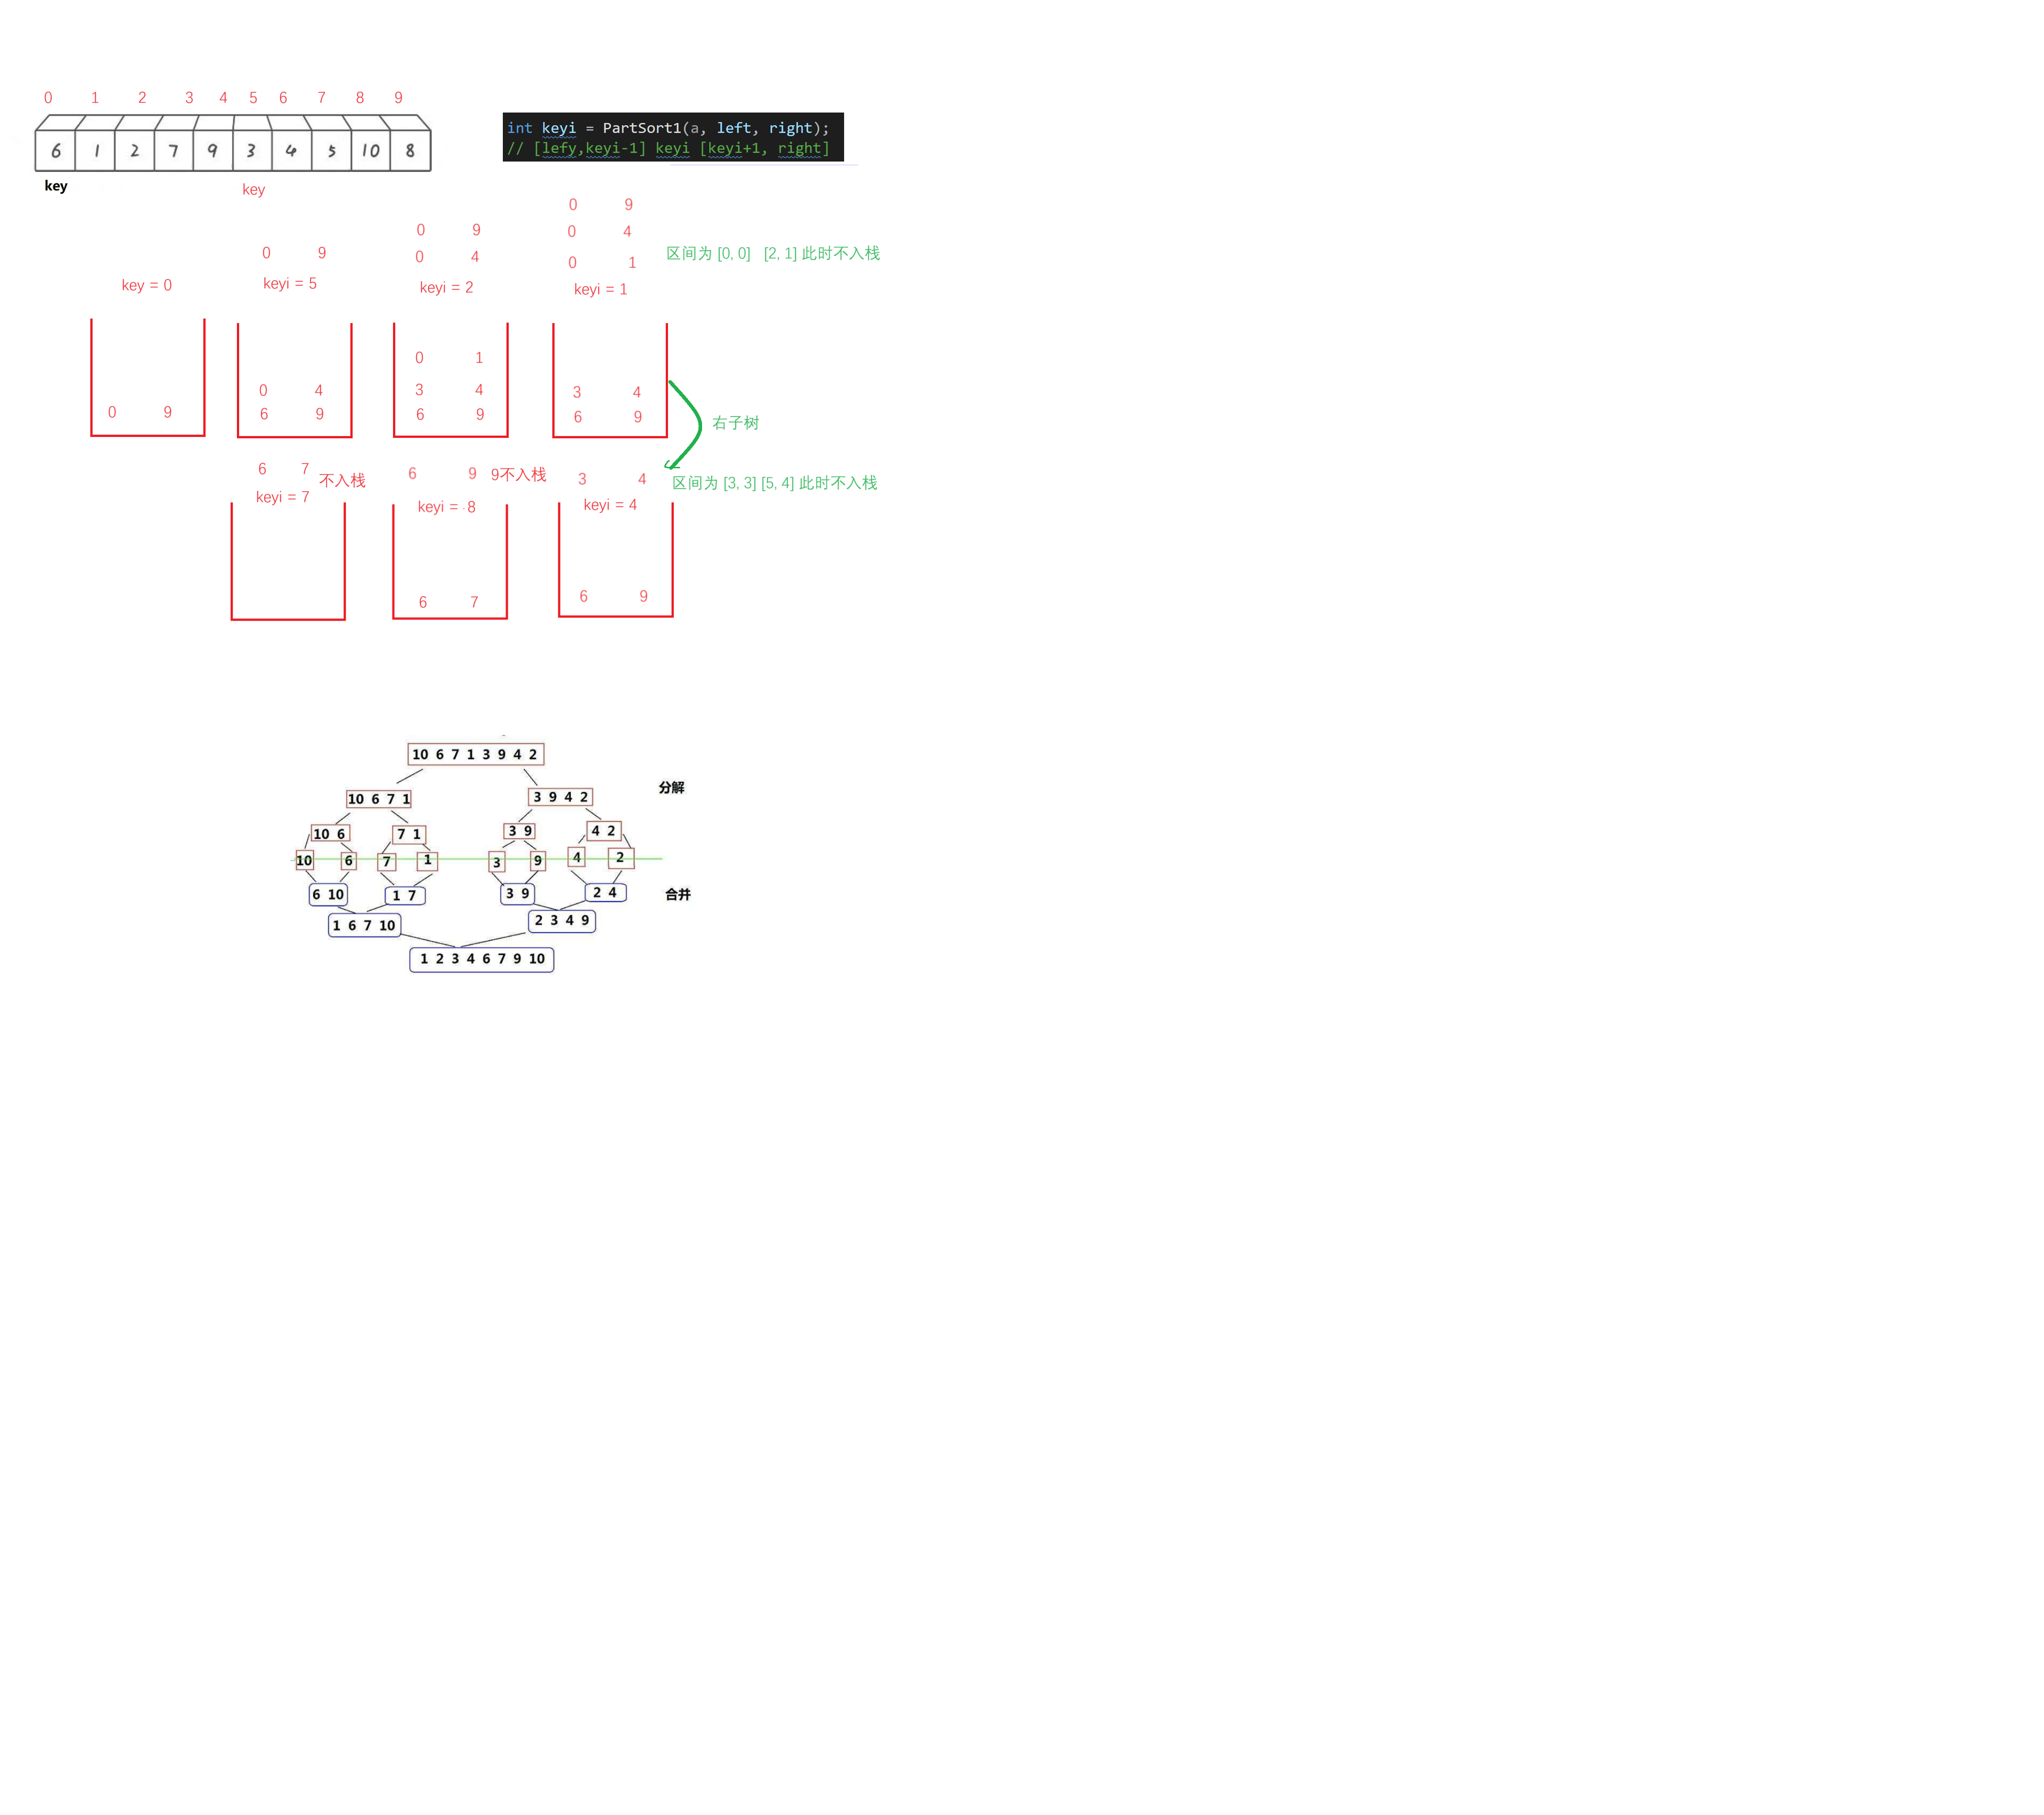 0 1 2 3 4 5 6 7 8 9
6 1 2 7 9 3 4 5 10 8
key
key
int keyi = PartSort1(a, left, right);
// [lefy,keyi-1] keyi [keyi+1, right]
key = 0
0 9
0 9
keyi = 5
0 4
6 9
0 9
0 4
keyi = 2
0 1
3 4
6 9
0 9
0 4
0 1
keyi = 1
区间为 [0, 0] [2, 1] 此时不入栈
3 4
6 9
右子树
6 7
不入栈
keyi = 7
6 9
9不入栈
keyi = 8
6 7
3 4
keyi = 4
区间为 [3, 3] [5, 4] 此时不入栈
6 9
10 6 7 1 3 9 4 2
分解
10 6 7 1
3 9 4 2
10 6
7 1
3 9
4 2
10
6
7
1
3
9
4
2
6 10
1 7
3 9
2 4
合并
1 6 7 10
2 3 4 9
1 2 3 4 6 7 9 10